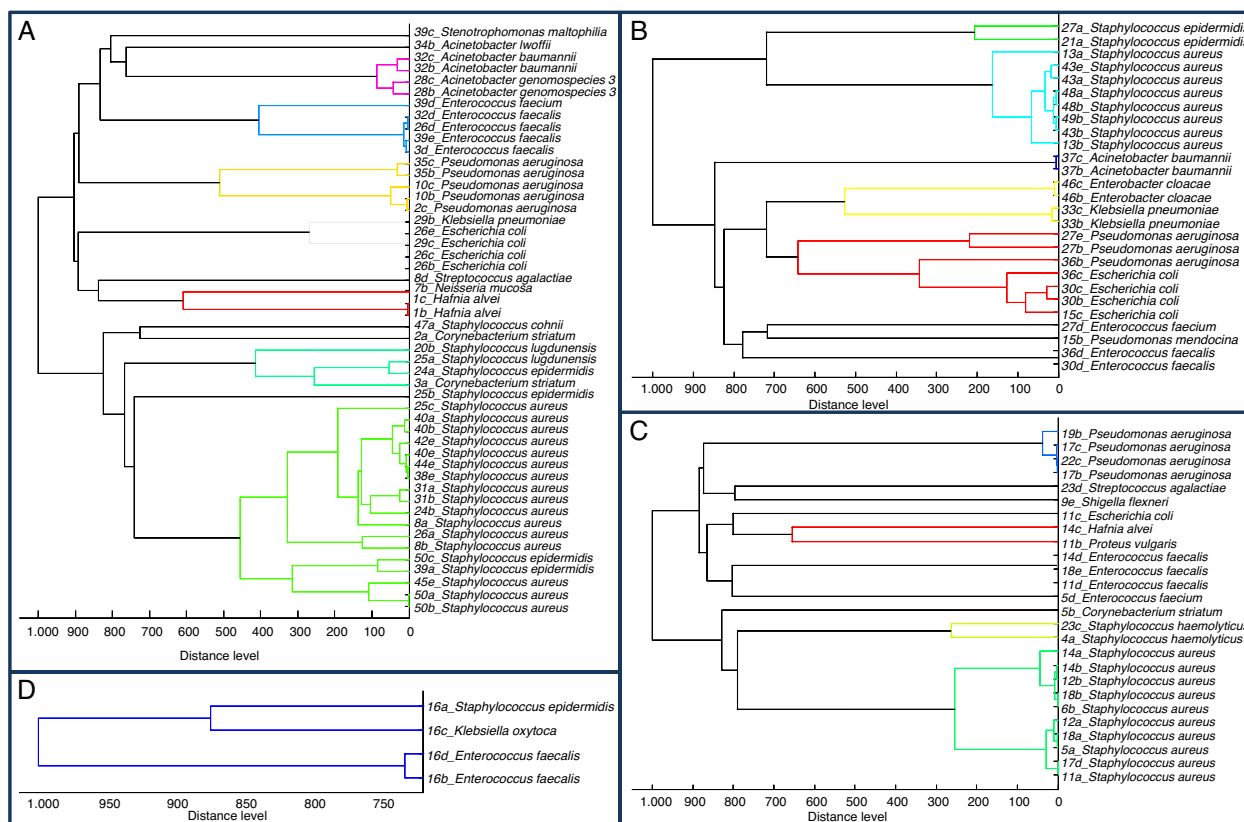 A
39c_Stenotrophomonas maltophilia
34b_Acinetobacter lwoffii
32c_Acinetobacter baumannii
32b_Acinetobacter baumannii
28c_Acinetobacter genomospecies 3
28b_Acinetobacter genomospecies 3
39d_Enterococcus faecium
32d_Enterococcus faecalis
26d_Enterococcus faecalis
39e_Enterococcus faecalis
3d_Enterococcus faecalis
35c_Pseudomonas aeruginosa
35b_Pseudomonas aeruginosa
10c_Pseudomonas aeruginosa
10b_Pseudomonas aeruginosa
2c_Pseudomonas aeruginosa
29b_Klebsiella pneumoniae
26e_Escherichia coli
29c_Escherichia coli
26c_Escherichia coli
26b_Escherichia coli
8d_Streptococcus agalactiae
7b_Neisseria mucosa
1c_Hafnia alvei
1b_Hafnia alvei
47a_Staphylococcus cohnii
2a_Corynebacterium striatum
20b_Staphylococcus lugdunensis
25a_Staphylococcus lugdunensis
24a_Staphylococcus epidermidis
3a_Corynebacterium striatum
25b_Staphylococcus epidermidis
25c_Staphylococcus aureus
40a_Staphylococcus aureus
40b_Staphylococcus aureus
42e_Staphylococcus aureus
40e_Staphylococcus aureus
44e_Staphylococcus aureus
38e_Staphylococcus aureus
31a_Staphylococcus aureus
31b_Staphylococcus aureus
24b_Staphylococcus aureus
8a_Staphylococcus aureus
26a_Staphylococcus aureus
8b_Staphylococcus aureus
50c_Staphylococcus epidermidis
39a_Staphylococcus epidermidis
45e_Staphylococcus aureus
50a_Staphylococcus aureus
50b_Staphylococcus aureus
1.000 900 800 700 600 500 400 300 200 100 0
Distance level
B
27a_Staphylococcus epidermidis
21a_Staphylococcus epidermidis
13a_Staphylococcus aureus
43e_Staphylococcus aureus
43a_Staphylococcus aureus
48a_Staphylococcus aureus
48b_Staphylococcus aureus
49b_Staphylococcus aureus
43b_Staphylococcus aureus
13b_Staphylococcus aureus
37c_Acinetobacter baumannii
37b_Acinetobacter baumannii
46c_Enterobacter cloacae
46b_Enterobacter cloacae
33c_Klebsiella pneumoniae
33b_Klebsiella pneumoniae
27e_Pseudomonas aeruginosa
27b_Pseudomonas aeruginosa
36b_Pseudomonas aeruginosa
36c_Escherichia coli
30c_Escherichia coli
30b_Escherichia coli
15c_Escherichia coli
27d_Enterococcus faecium
15b_Pseudomonas mendocina
36d_Enterococcus faecalis
30d_Enterococcus faecalis
1.000 900 800 700 600 500 400 300 200 100 0
Distance level
C
19b_Pseudomonas aeruginosa
17c_Pseudomonas aeruginosa
22c_Pseudomonas aeruginosa
17b_Pseudomonas aeruginosa
23d_Streptococcus agalactiae
9e_Shigella flexneri
11c_Escherichia coli
14c_Hafnia alvei
11b_Proteus vulgaris
14d_Enterococcus faecalis
18e_Enterococcus faecalis
11d_Enterococcus faecalis
5d_Enterococcus faecium
5b_Corynebacterium striatum
23c_Staphylococcus haemolyticus
4a_Staphylococcus haemolyticus
14a_Staphylococcus aureus
14b_Staphylococcus aureus
12b_Staphylococcus aureus
18b_Staphylococcus aureus
6b_Staphylococcus aureus
12a_Staphylococcus aureus
18a_Staphylococcus aureus
5a_Staphylococcus aureus
17d_Staphylococcus aureus
11a_Staphylococcus aureus
1.000 900 800 700 600 500 400 300 200 100 0
Distance level
D
16a_Staphylococcus epidermidis
16c_Klebsiella oxytoca
16d_Enterococcus faecalis
16b_Enterococcus faecalis
1.000 950 900 850 800 750
Distance level